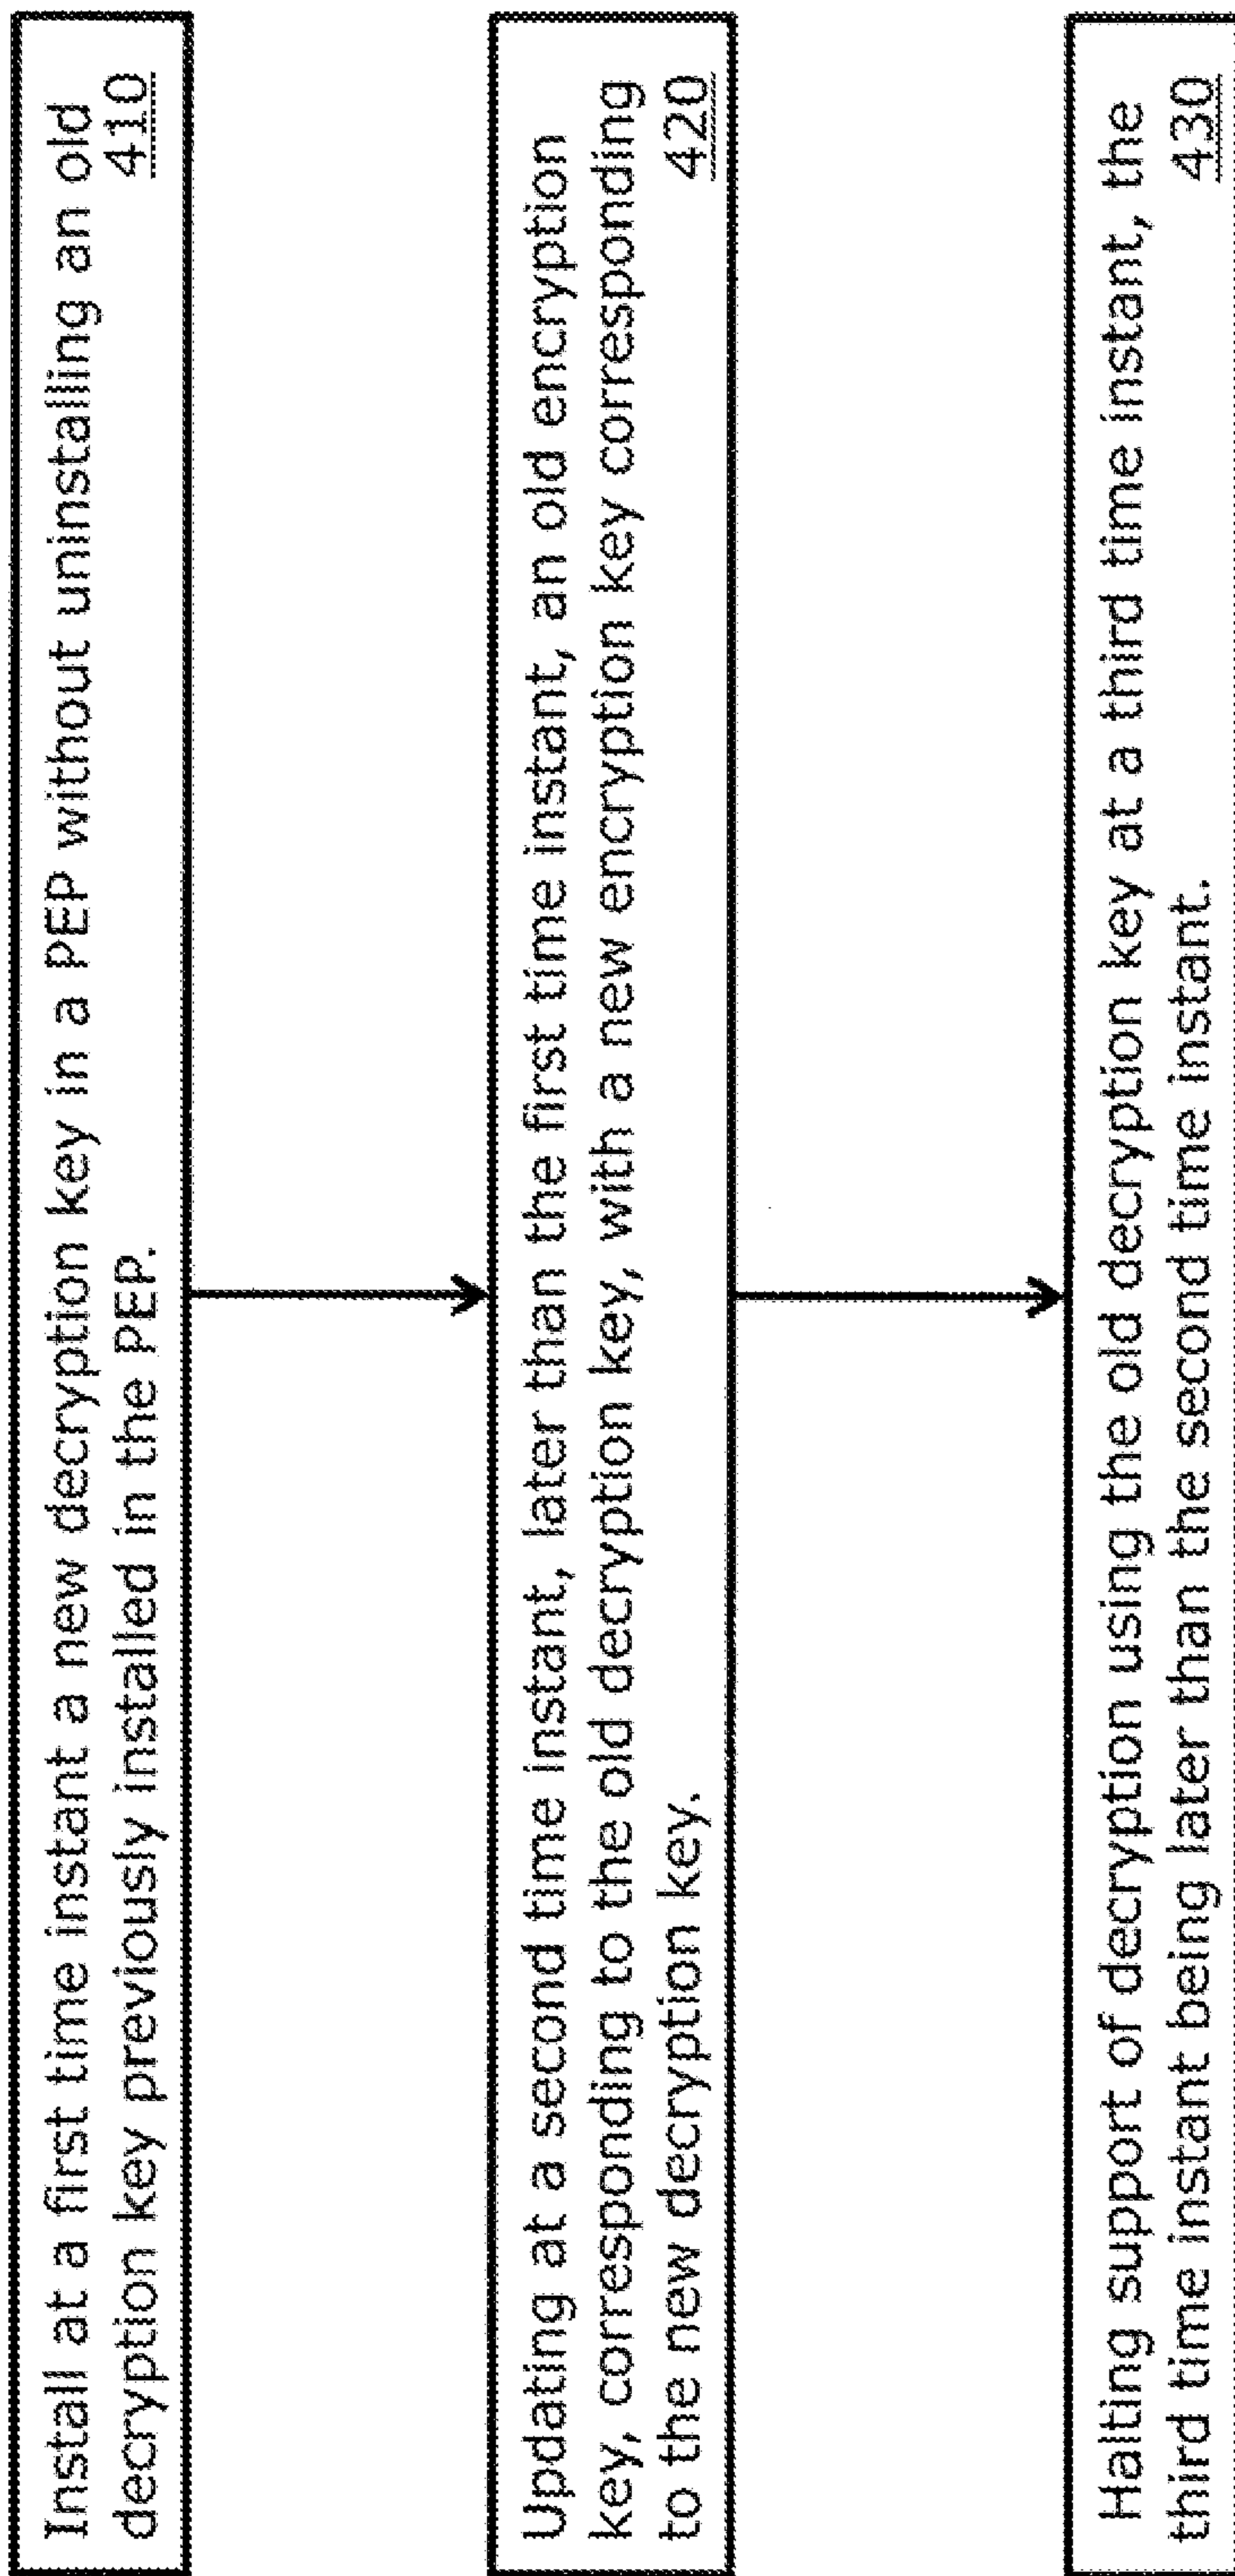 Install at a first time instant a new decryption key in a PEP without uninstalling an old
decryption key previously installed in the PEP.
410
Updating at a second time instant, later than the first time instant, an old encryption
key, corresponding to the old decryption key, with a new encryption key corresponding
to the new decryption key.
420
Halting support of decryption using the old decryption key at a third time instant, the
third time instant being later than the second time instant.
430